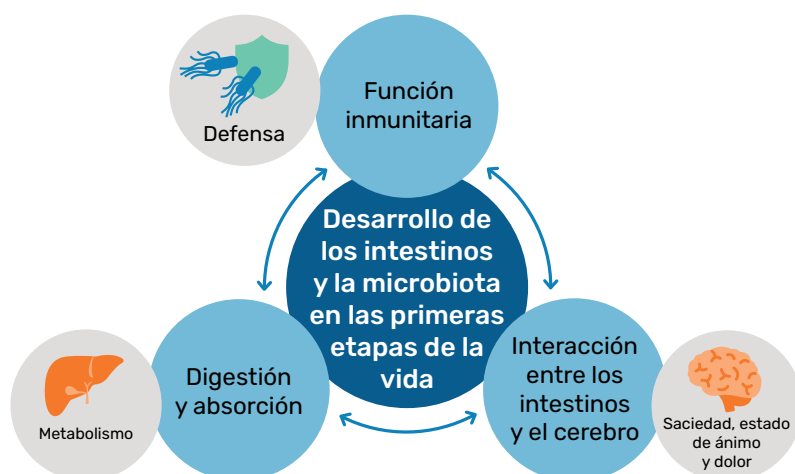 Defensa
Función
inmunitaria
Desarrollo de
los intestinos
y la microbiota
en las primeras
etapas de la
vida
Metabolismo
Digestión
y absorción
Interacción
entre los
intestinos
y el cerebro
Saciedad, estado
de ánimo
y dolor